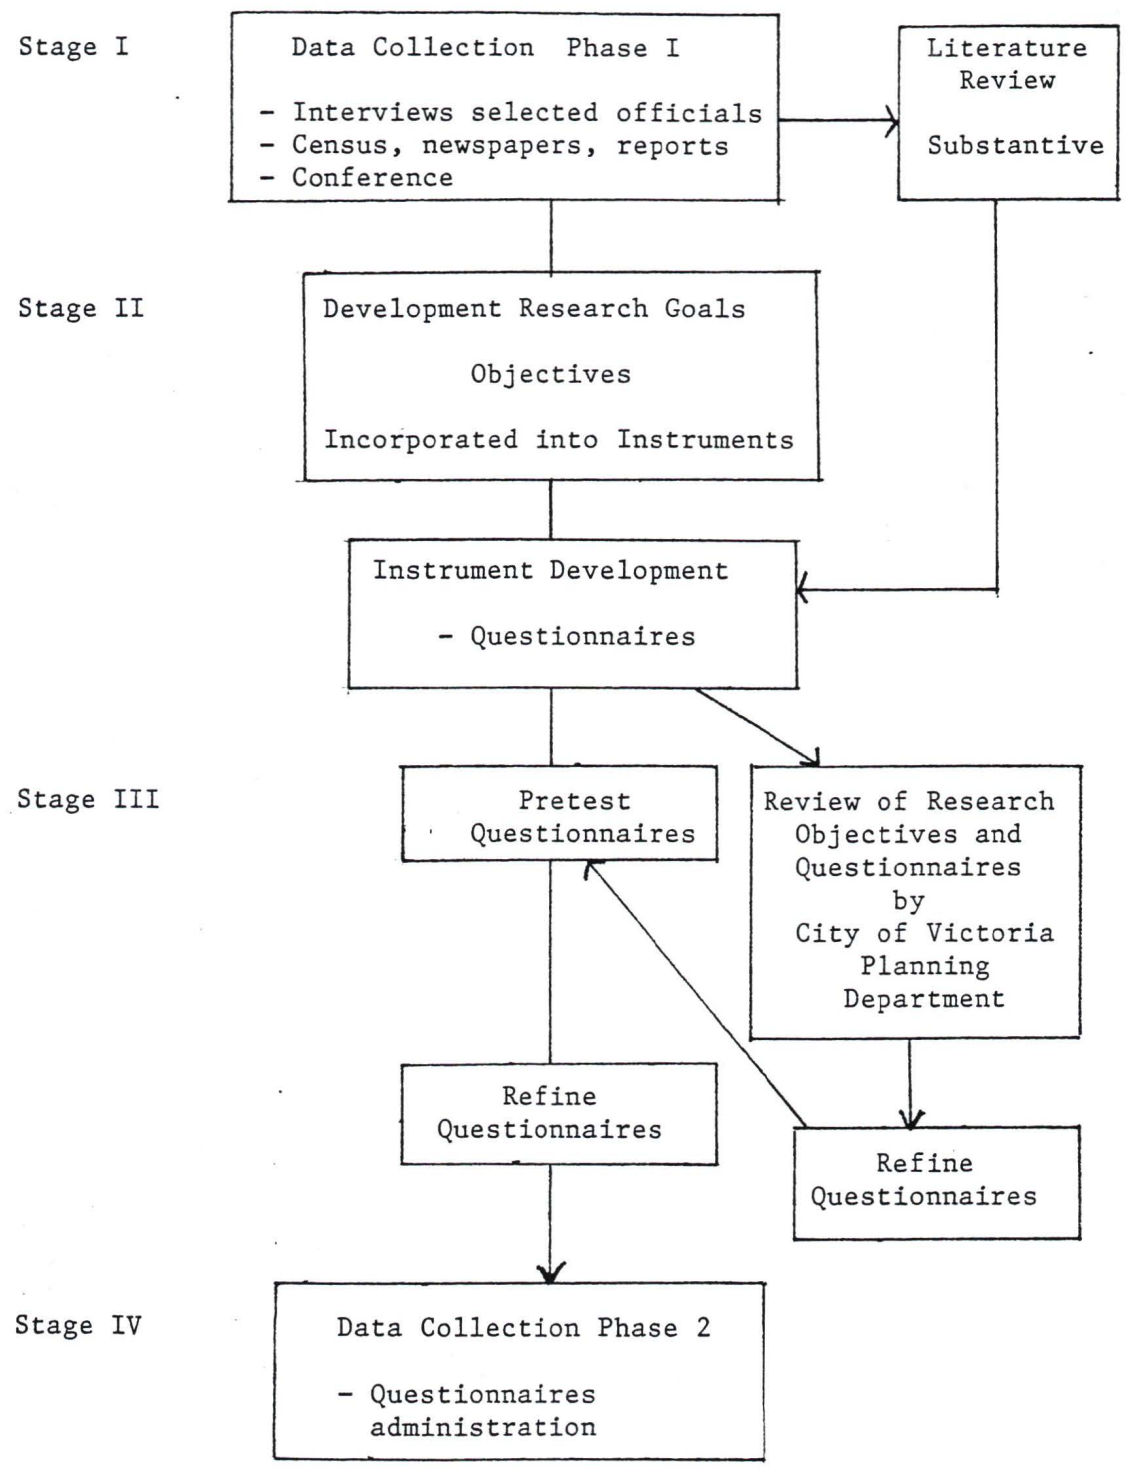 Stage I
Data Collection Phase I
- Interviews selected officials
- Census, newspapers, reports
- Conference
Literature
Review
Substantive
Stage II
Development Research Goals
Objectives
Incorporated into Instruments
Instrument Development
- Questionnaires
Stage III
Pretest
Questionnaires
Review of Research
Objectives and
Questionnaires
by
City of Victoria
Planning
Department
Refine
Questionnaires
Refine
Questionnaires
Stage IV
Data Collection Phase 2
- Questionnaires
administration